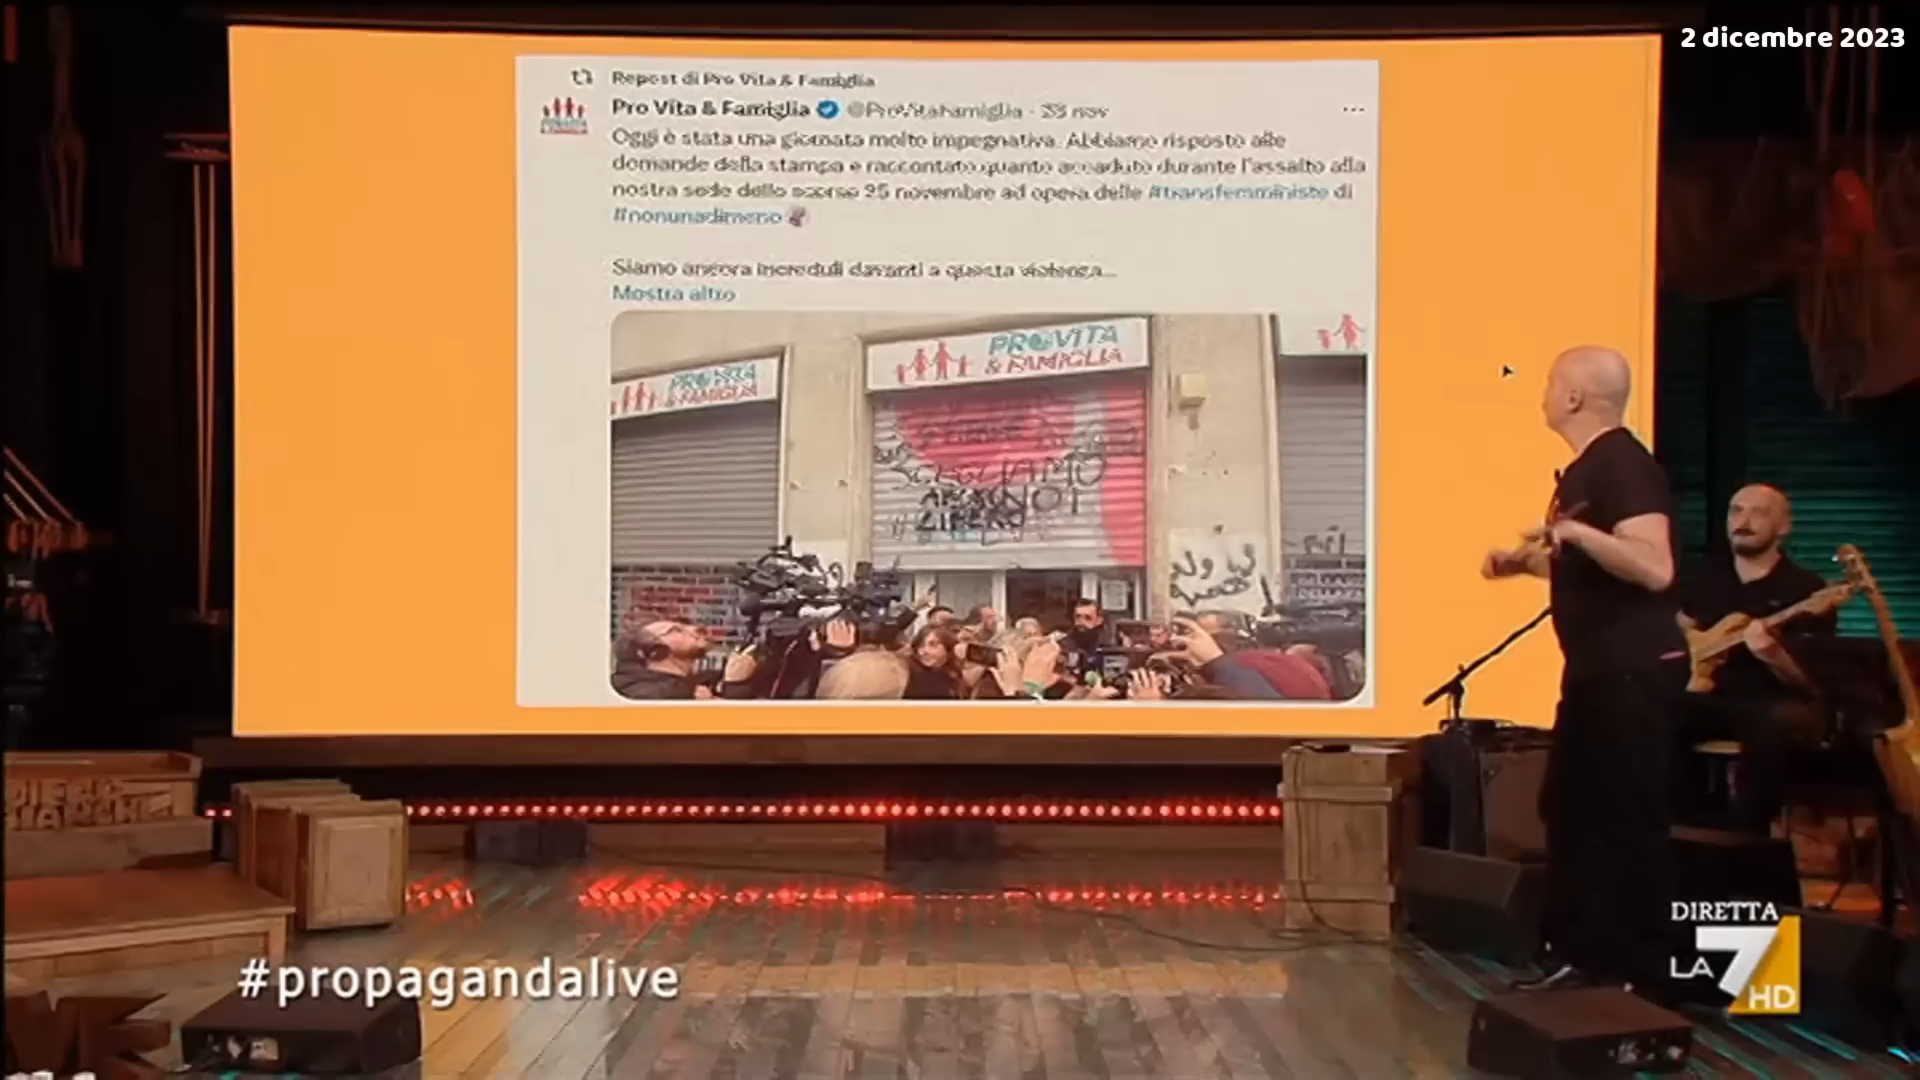 2 dicembre 2023
Repost di Pro Vita & Famiglia
Pro Vita & Famiglia @ProVitaFamiglia · nov
Oggi è stata una giornata molto impegnativa. Abbiamo risposto alle
domande della stampa e raccontato quanto accaduto durante l'assalto alla
nostra sede dello scorso 25 novembre ad opera delle #transfemministe di
#nonunadimeno
Siamo ancora increduli davanti a questa violenza...
Mostra altro
PROVITA
& FAMIGLIA
PROVITA
& FAMIGLIA
SCEGLIAMO
NOI
ABORTO
LIBERO
DIRETTA
LA7
HD
#propagandalive